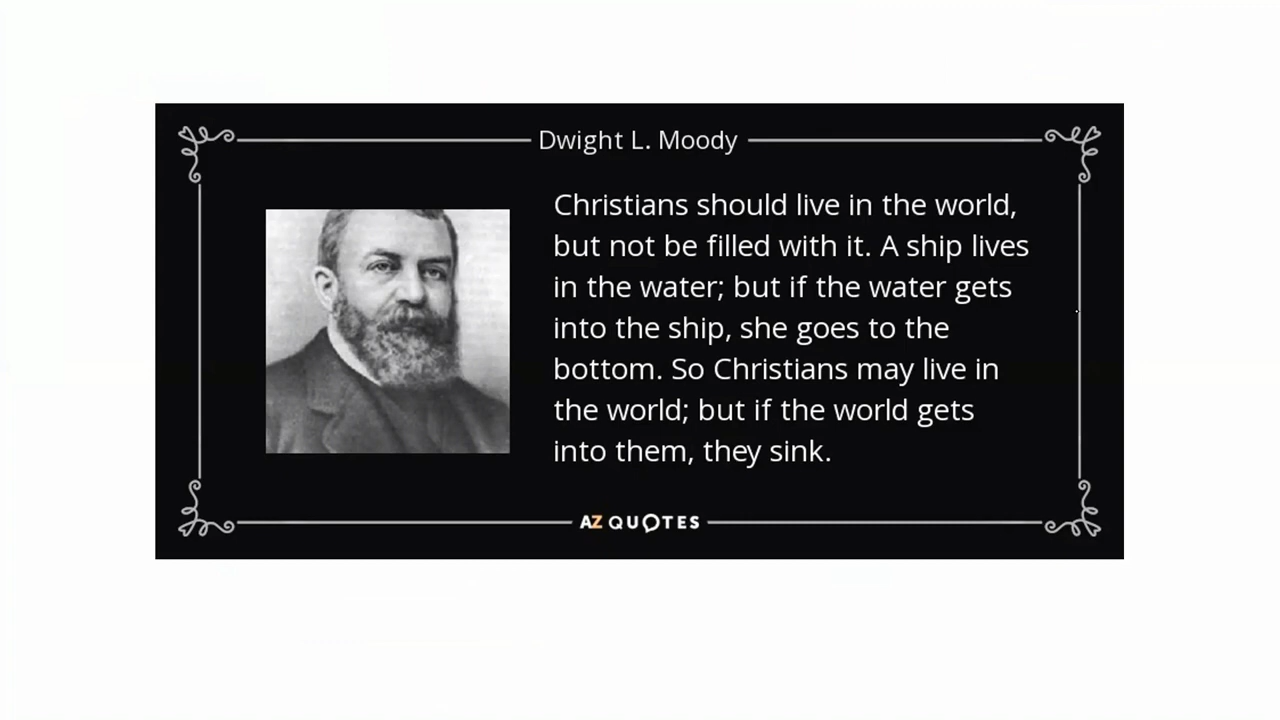 Dwight L. Moody
Christians should live in the world,
but not be filled with it. A ship lives
in the water; but if the water gets
into the ship, she goes to the
bottom. So Christians may live in
the world; but if the world gets
into them, they sink.
AZ QUOTES